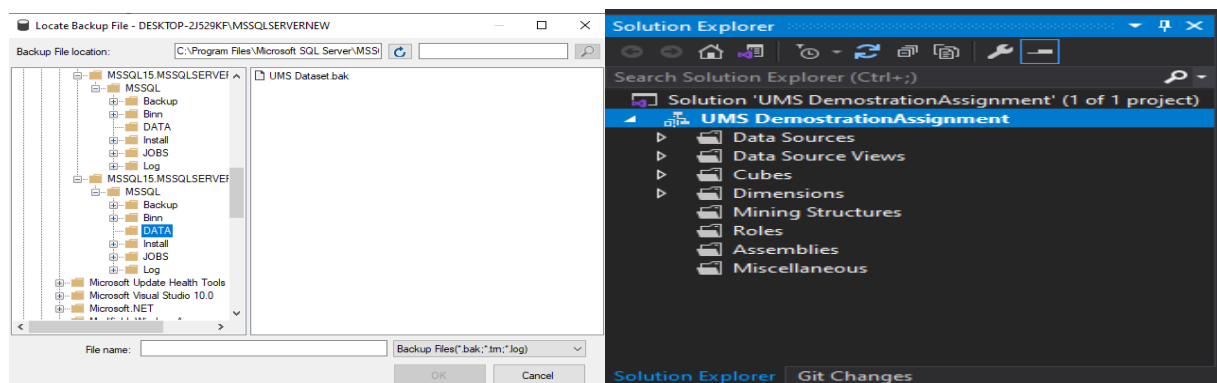 Locate Backup File - DESKTOP-2J529KF\MSSQLSERVERNEW
Backup File location:
C:\Program Files\Microsoft SQL Server\MSS
MSSQL15.MSSQLSERVE
MSSQL
Backup
Binn
DATA
Install
JOBS
Log
MSSQL15.MSSQLSERVE
MSSQL
Backup
Binn
DATA
Install
JOBS
Log
Microsoft Update Health Tools
Microsoft Visual Studio 10.0
Microsoft.NET
UMS Dataset.bak
File name:
Backup Files(*.bak;*.trn;*.log)
OK
Cancel
Solution Explorer
Search Solution Explorer (Ctrl+;)
Solution 'UMS DemostrationAssignment' (1 of 1 project)
UMS DemostrationAssignment
Data Sources
Data Source Views
Cubes
Dimensions
Mining Structures
Roles
Assemblies
Miscellaneous
Solution Explorer
Git Changes